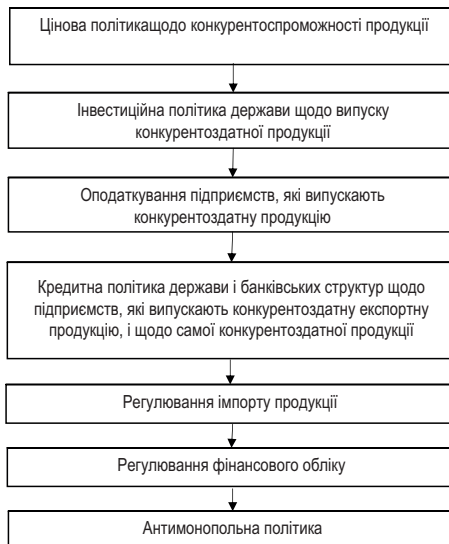 Цінова політикащодо конкурентоспроможності продукції
Інвестиційна політика держави щодо випуску
конкурентоздатної продукції
Оподаткування підприємств, які випускають
конкурентоздатну продукцію
Кредитна політика держави і банківських структур щодо
підприємств, які випускають конкурентоздатну експортну
продукцію, і щодо самої конкурентоздатної продукції
Регулювання імпорту продукції
Регулювання фінансового обліку
Антимонопольна політика